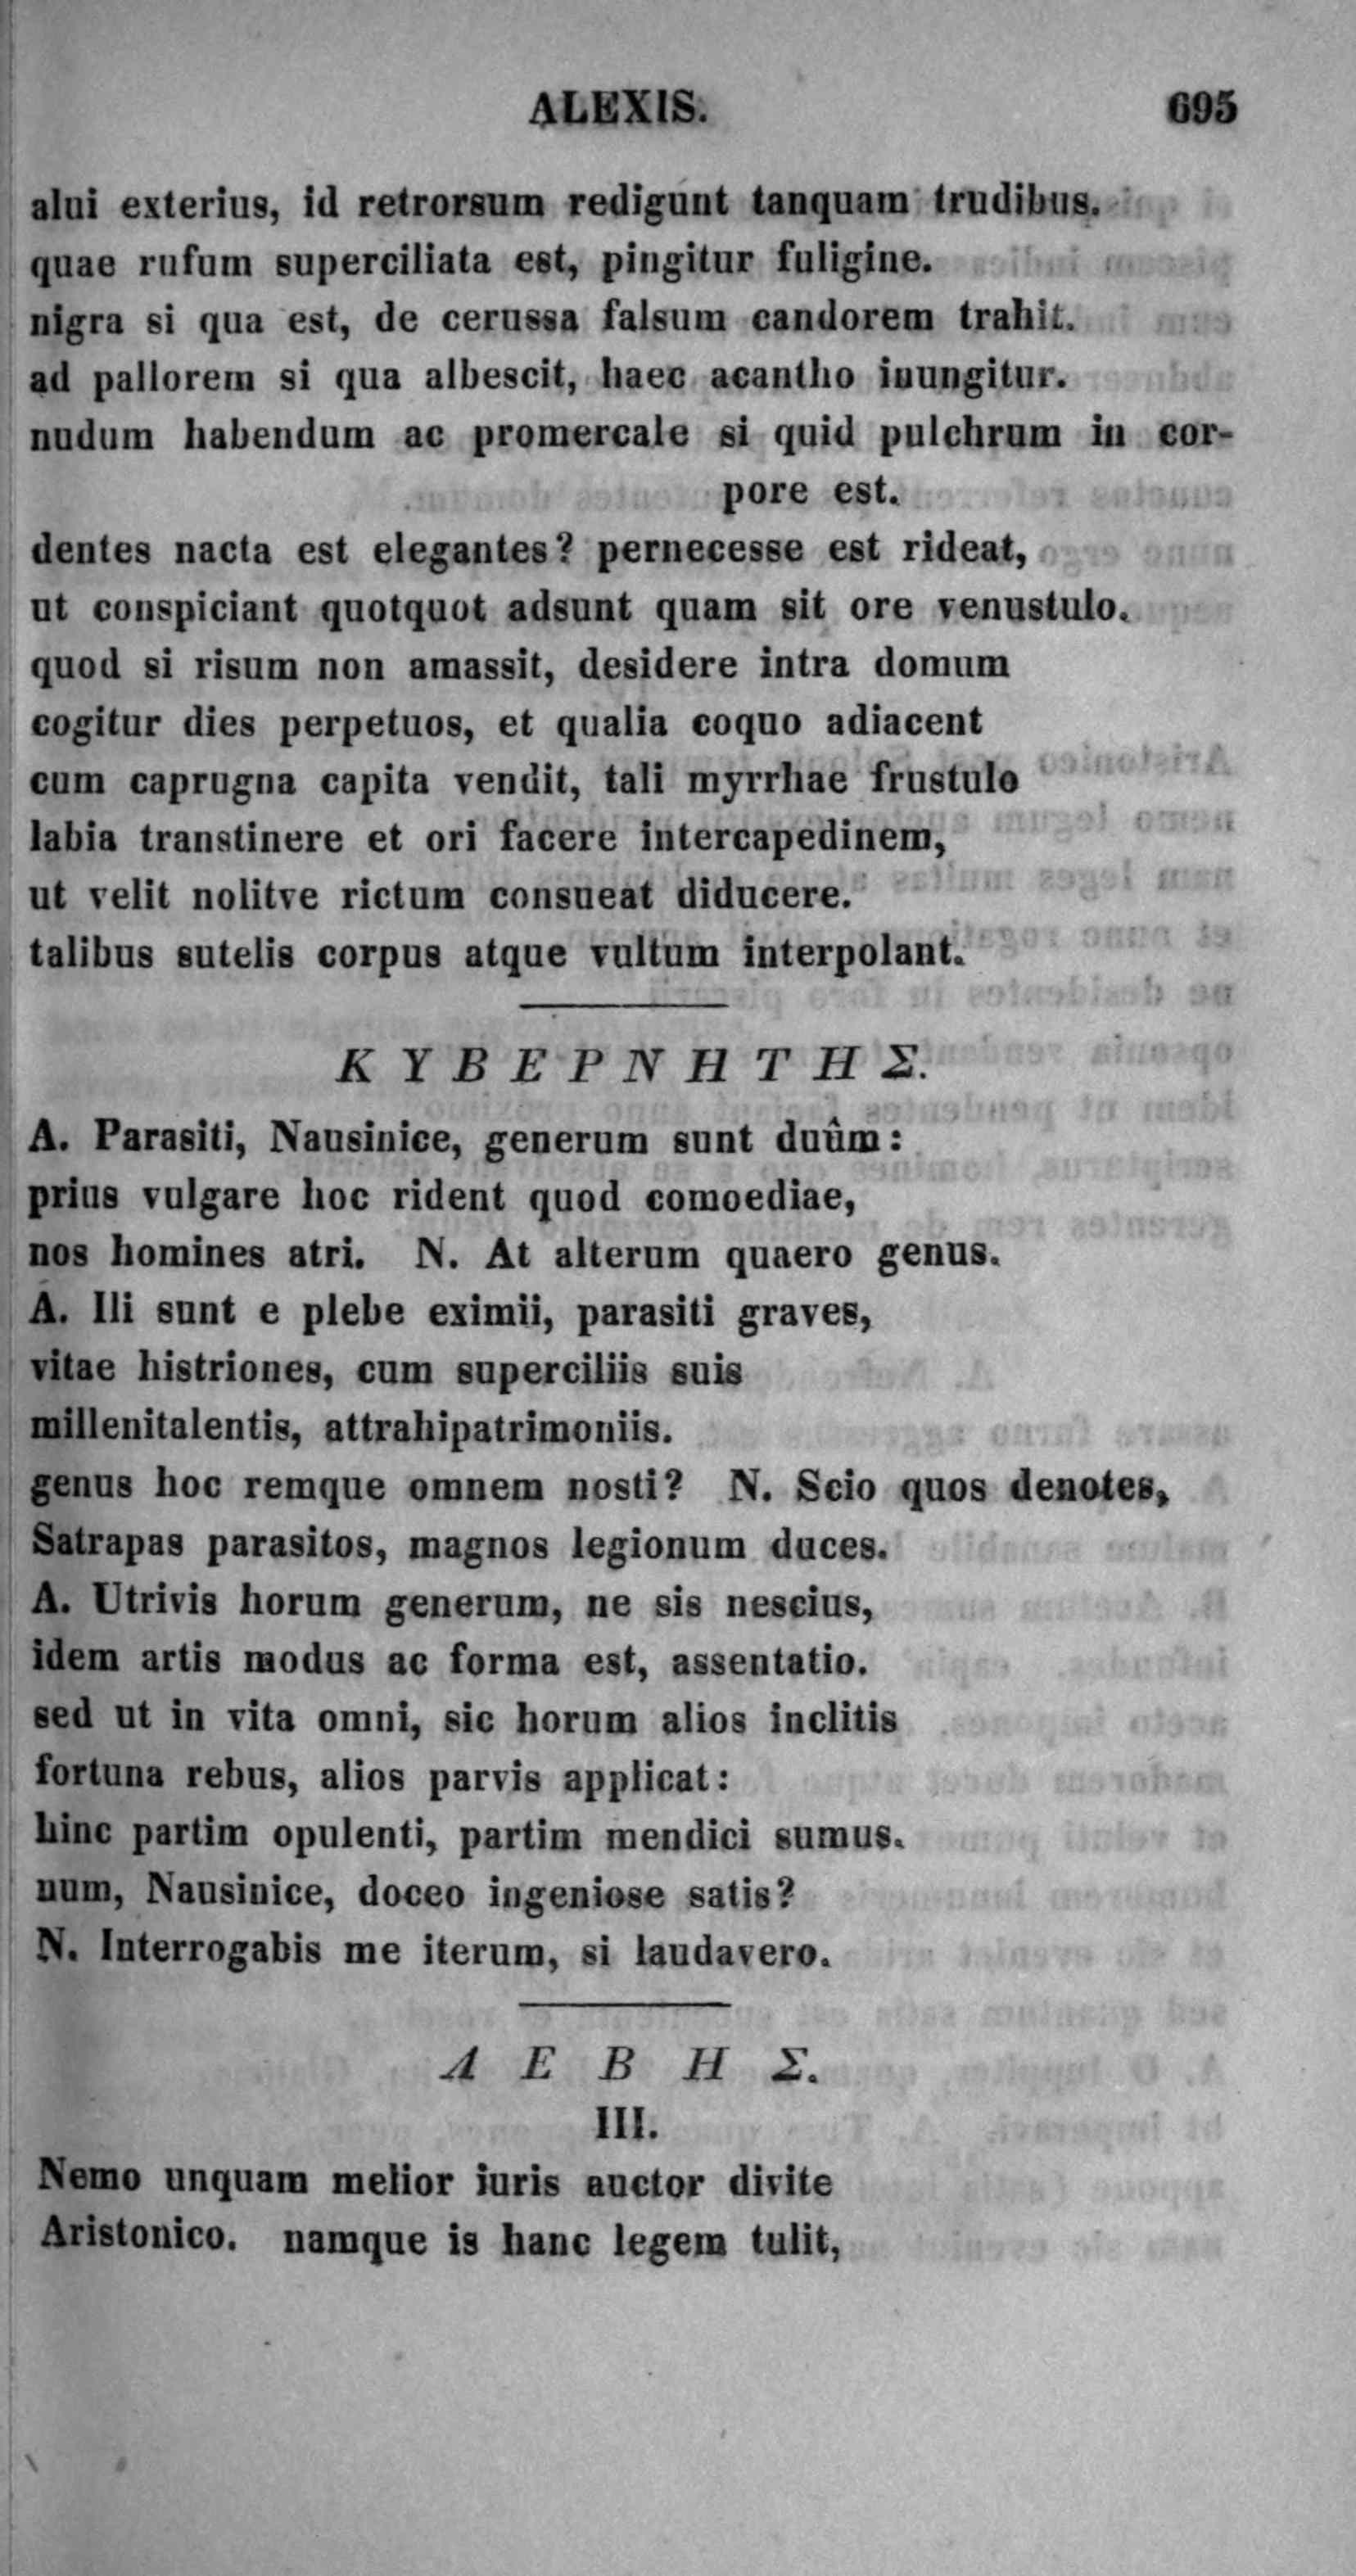 ALEXIS. 695
alui exterius, id retrorsum redigunt tanquam trudibus.
quae rufum superciliata est, pingitur fuligine.
nigra si qua est, de cerussa falsum candorem trahit.
ad pallorem si qua albescit, haec acantho inungitur.
nudum habendum ac promercale si quid pulchrum in cor-
pore est.
dentes nacta est elegantes? pernecesse est rideat,
ut conspiciant quotquot adsunt quam sit ore venustulo.
quod si risum non amassit, desidere intra domum
cogitur dies perpetuos, et qualia coquo adiacent
cum caprugna capita vendit, tali myrrhae frustulo
labia transtinere et ori facere intercapedinem,
ut velit nolitve rictum consueat diducere.
talibus sutelis corpus atque vultum interpolant.
ΚΥΒΕΡΝΗΤΗΣ.
A. Parasiti, Nausinice, generum sunt duûm:
prius vulgare hoc rident quod comoediae,
nos homines atri. N. At alterum quaero genus.
A. Ili sunt e plebe eximii, parasiti graves,
vitae histriones, cum superciliis suis
millenitalentis, attrahipatrimoniis.
genus hoc remque omnem nosti? N. Scio quos denotes,
Satrapas parasitos, magnos legionum duces.
A. Utrivis horum generum, ne sis nescius,
idem artis modus ac forma est, assentatio.
sed ut in vita omni, sic horum alios inclitis
fortuna rebus, alios parvis applicat:
hinc partim opulenti, partim mendici sumus.
num, Nausinice, doceo ingeniose satis?
N. Interrogabis me iterum, si laudavero.
ΛΕΒΗΣ.
III.
Nemo unquam melior iuris auctor divite
Aristonico. namque is hanc legem tulit,